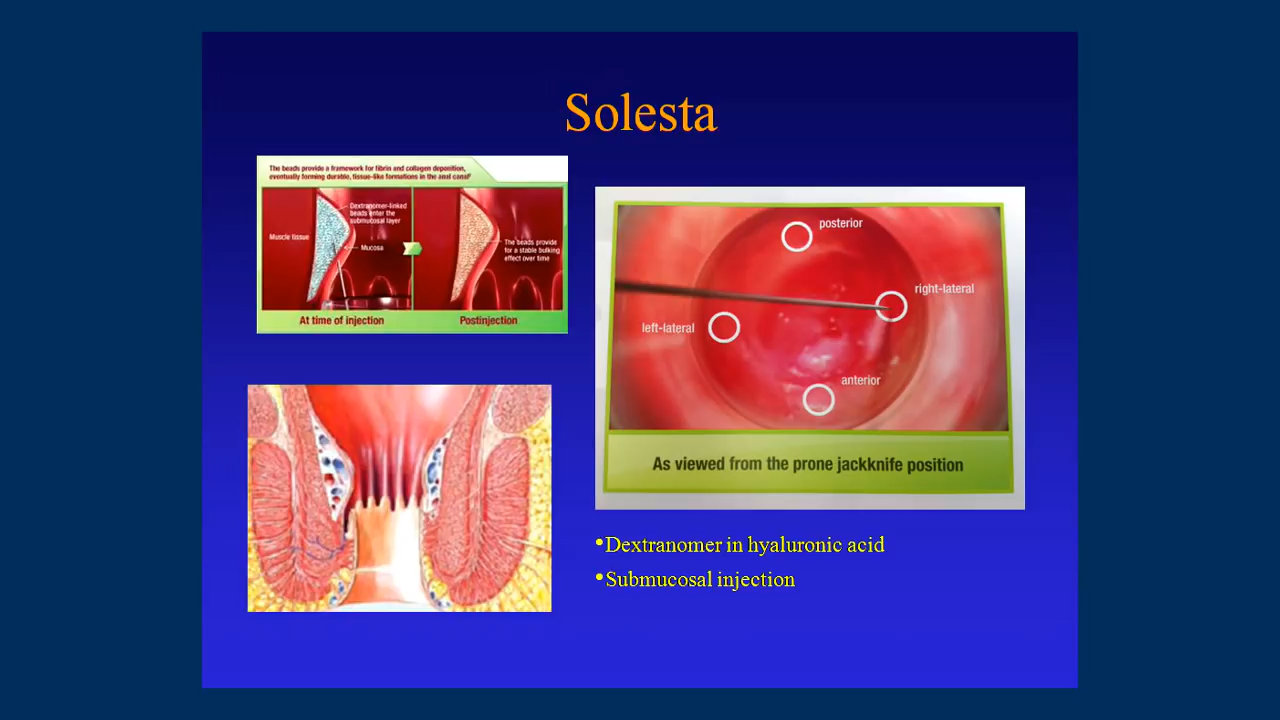 Solesta
The beads provide a framework for fibrin and collagen deposition,
eventually forming durable, tissue-like formations in the anal canal
Dextranomer-linked
beads enter the
submucosal layer
Muscle tissue
Mucosa
The beads provide
for a stable bulking
effect over time
At time of injection
Postinjection
posterior
right-lateral
left-lateral
anterior
As viewed from the prone jackknife position
•Dextranomer in hyaluronic acid
•Submucosal injection